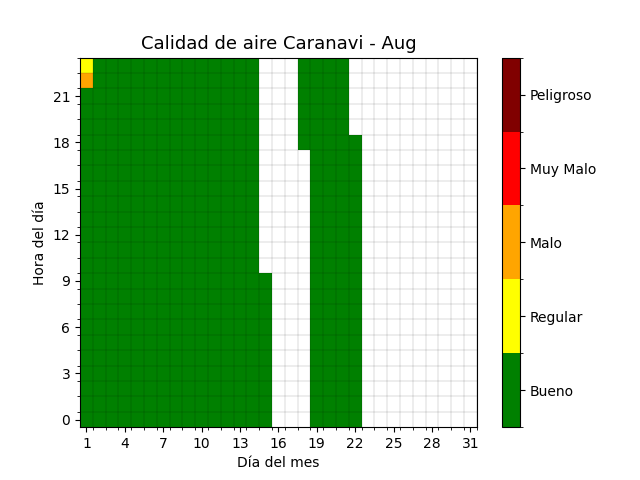 Calidad de aire Caranavi - Aug
21
18
15
12
9
6
3
0
Hora del día
1 4 7 10 13 16 19 22 25 28 31
Día del mes
Peligroso
Muy Malo
Malo
Regular
Bueno